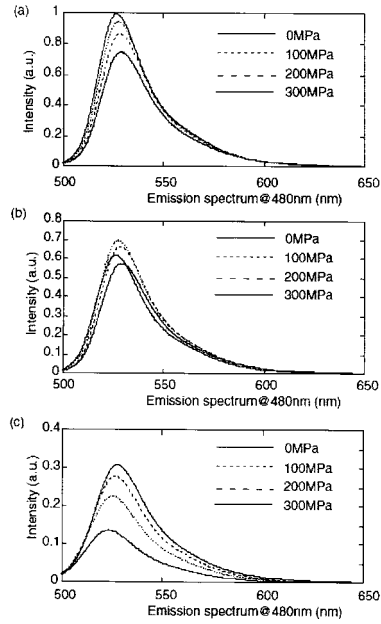 (a)
1
0.8
0.6
0.4
0.2
0
Intensity (a.u.)
0MPa
100MPa
200MPa
300MPa
500 550 600 650
Emission spectrum@480nm (nm)
(b)
0.8
0.7
0.6
0.5
0.4
0.3
0.2
0.1
0
Intensity (a.u.)
0MPa
100MPa
200MPa
300MPa
500 550 600 650
Emission spectrum@480nm (nm)
(c)
0.4
0.3
0.2
0.1
0
Intensity (a.u.)
0MPa
100MPa
200MPa
300MPa
500 550 600 650
Emission spectrum@480nm (nm)